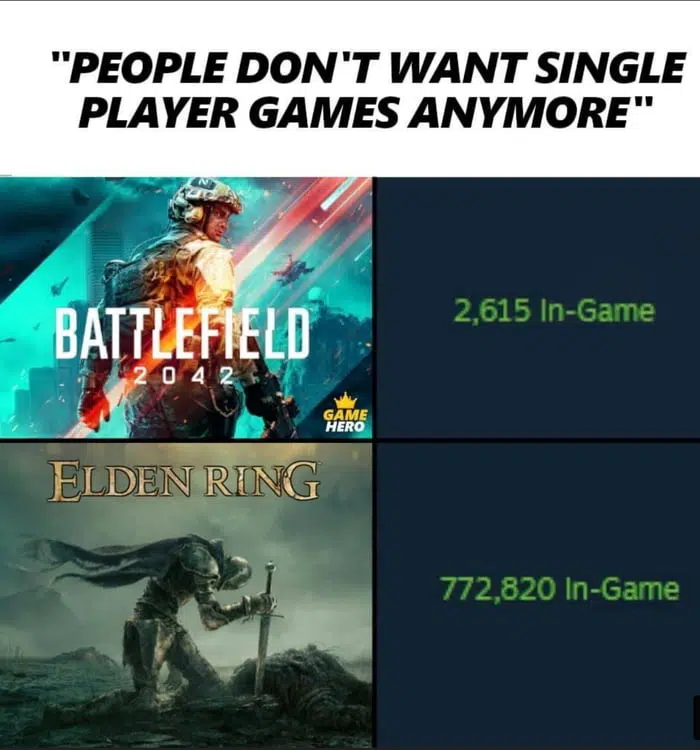 "PEOPLE DON'T WANT SINGLE
PLAYER GAMES ANYMORE"
BATTLEFIELD
2042
GAME
HERO
2,615 In-Game
ELDEN RING
772,820 In-Game